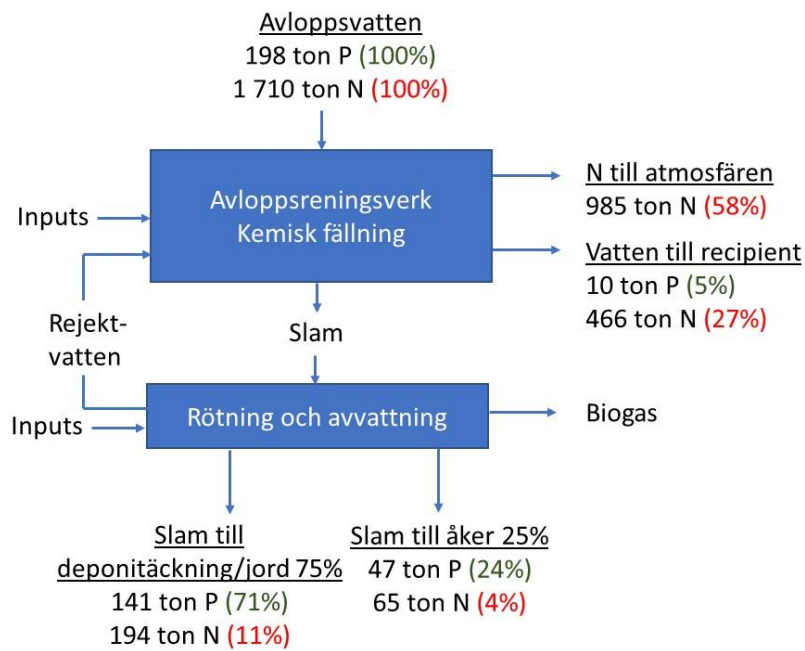 Avloppsvatten
198 ton P (100%)
1 710 ton N (100%)
Avloppsreningsverk
Kemisk fällning
Inputs
N till atmosfären
985 ton N (58%)
Vatten till recipient
10 ton P (5%)
466 ton N (27%)
Rejekt-
vatten
Slam
Inputs
Rötning och avvattning
Biogas
Slam till
deponitäckning/jord 75%
141 ton P (71%)
194 ton N (11%)
Slam till åker 25%
47 ton P (24%)
65 ton N (4%)